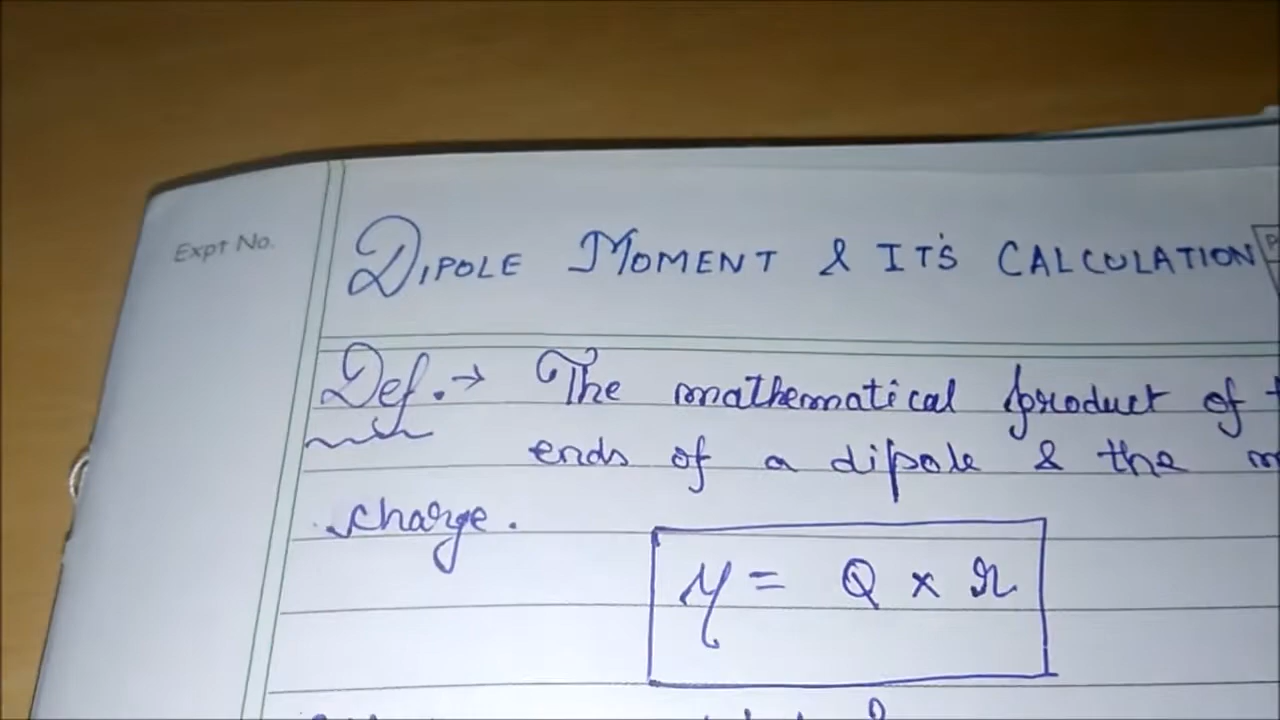 Expt No.
DIPOLE MOMENT & IT'S CALCULATION
Def. → The mathematical product of
ends of a dipole & the
charge.
μ = Q x r